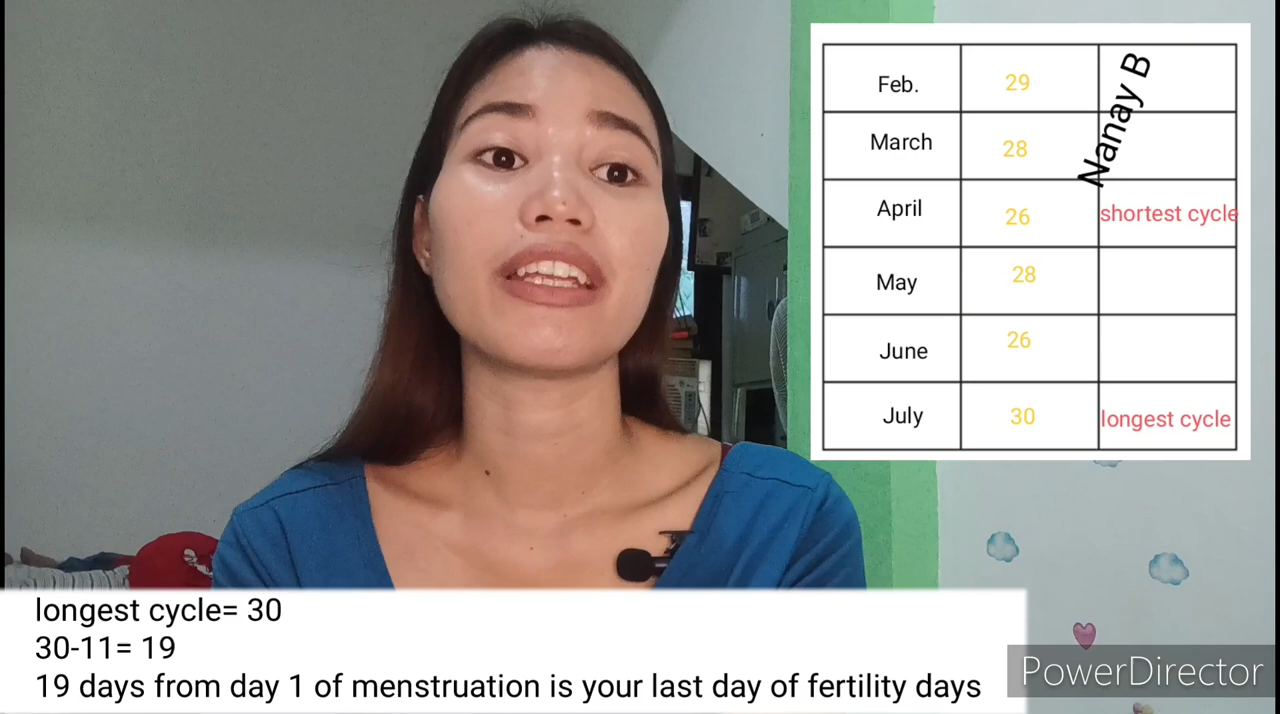 Feb. 29
Nanay B
March 28
April 26 shortest cycle
May 28
June 26
July 30 longest cycle
longest cycle= 30
30-11= 19
19 days from day 1 of menstruation is your last day of fertility days
PowerDirector